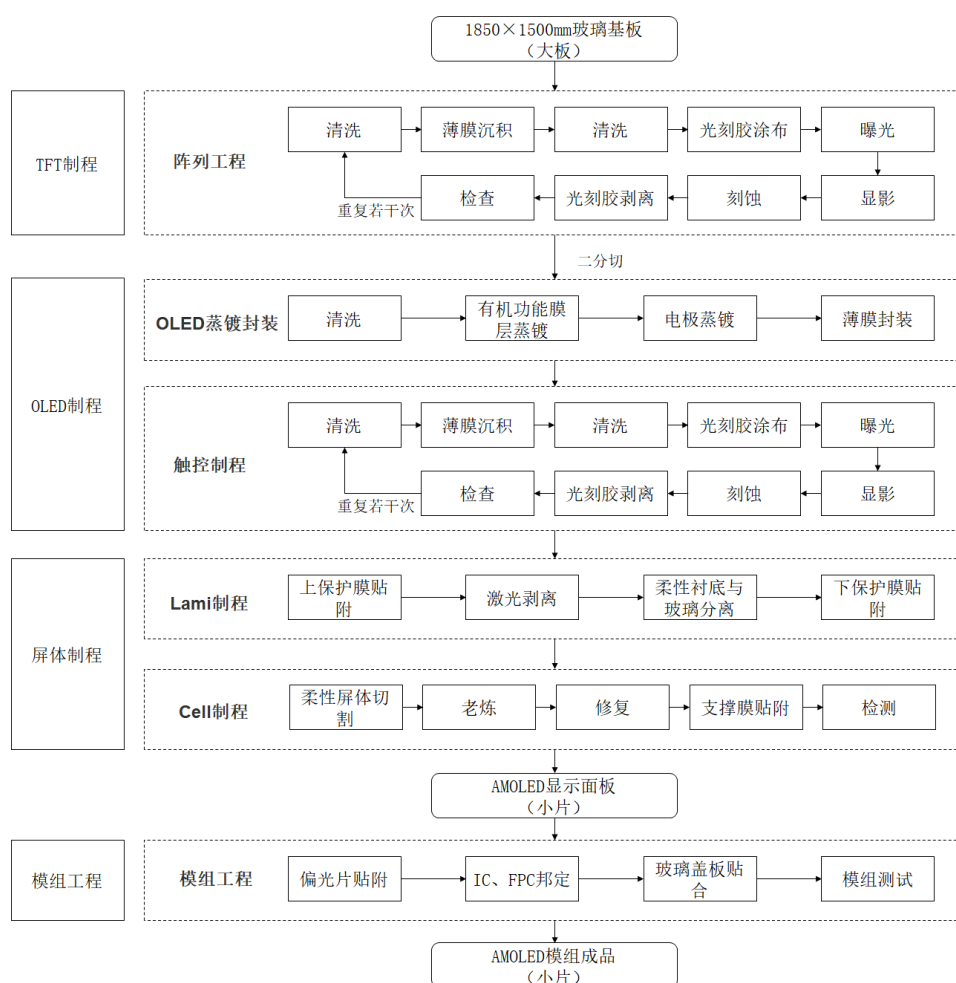 1850×1500mm玻璃基板
（大板）
TFT制程
阵列工程
清洗
薄膜沉积
清洗
光刻胶涂布
曝光
检查
光刻胶剥离
刻蚀
显影
重复若干次
二分切
OLED制程
OLED蒸镀封装
清洗
有机功能膜
层蒸镀
电极蒸镀
薄膜封装
触控制程
清洗
薄膜沉积
清洗
光刻胶涂布
曝光
检查
光刻胶剥离
刻蚀
显影
重复若干次
屏体制程
Lami制程
上保护膜贴
附
激光剥离
柔性衬底与
玻璃分离
下保护膜贴
附
Cell制程
柔性屏体切
割
老炼
修复
支撑膜贴附
检测
AMOLED显示面板
（小片）
模组工程
模组工程
偏光片贴附
IC、FPC邦定
玻璃盖板贴
合
模组测试
AMOLED模组成品
（小片）